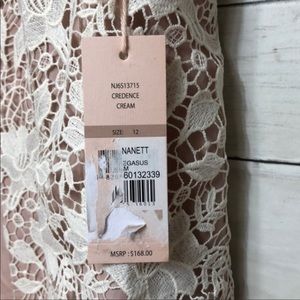 NJ6S13715
CREDENCE
CREAM
SIZE: 12
NANETT
EGASUS
M
60132339
MSRP : $168.00